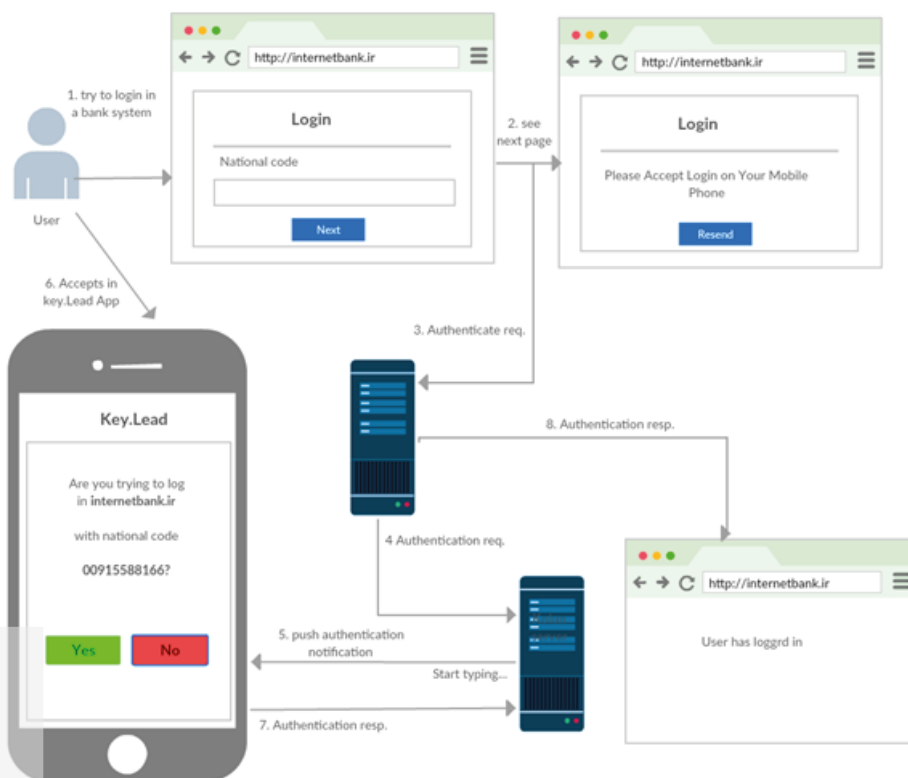 1. try to login in
a bank system
User
http://internetbank.ir
Login
National code
Next
2. see
next page
http://internetbank.ir
Login
Please Accept Login on Your Mobile
Phone
Resend
6. Accepts in
key.Lead App
3. Authenticate req.
Key.Lead
Are you trying to log
in internetbank.ir
with national code
00915588166?
Yes
No
8. Authentication resp.
4 Authentication req.
5. push authentication
notification
Start typing...
7. Authentication resp.
http://internetbank.ir
User has loggrd in